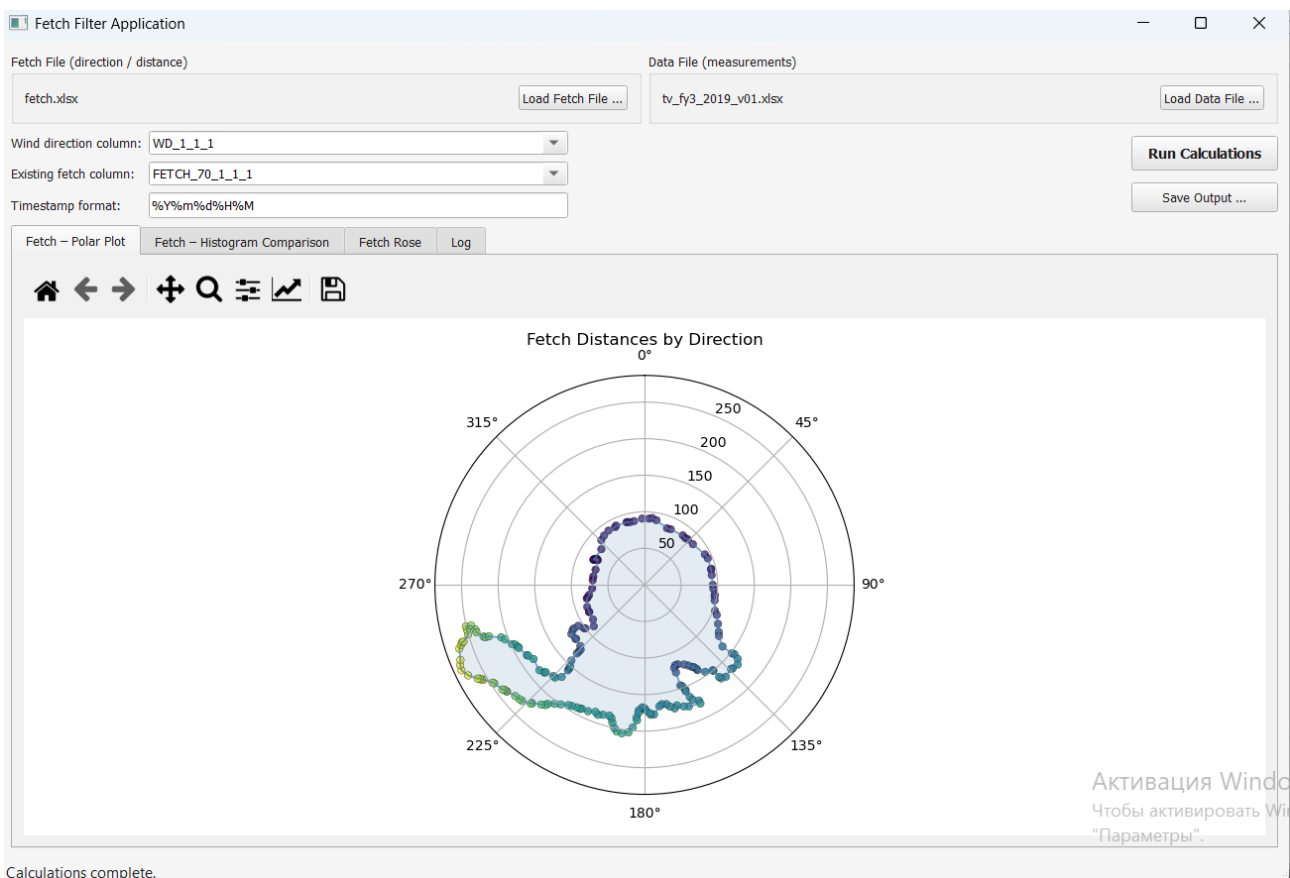 Fetch Filter Application
Fetch File (direction / distance)
Data File (measurements)
fetch.xlsx
Load Fetch File ...
tv_fy3_2019_v01.xlsx
Load Data File ...
Wind direction column:
WD_1_1_1
Run Calculations
Existing fetch column:
FETCH_70_1_1_1
Save Output ...
Timestamp format:
%Y%m%d%H%M
Fetch – Polar Plot
Fetch – Histogram Comparison
Fetch Rose
Log
Fetch Distances by Direction
0°
45°
90°
135°
180°
225°
270°
315°
250
200
150
100
50
Активация Windo
Чтобы активировать Wi
"Параметры".
Calculations complete.